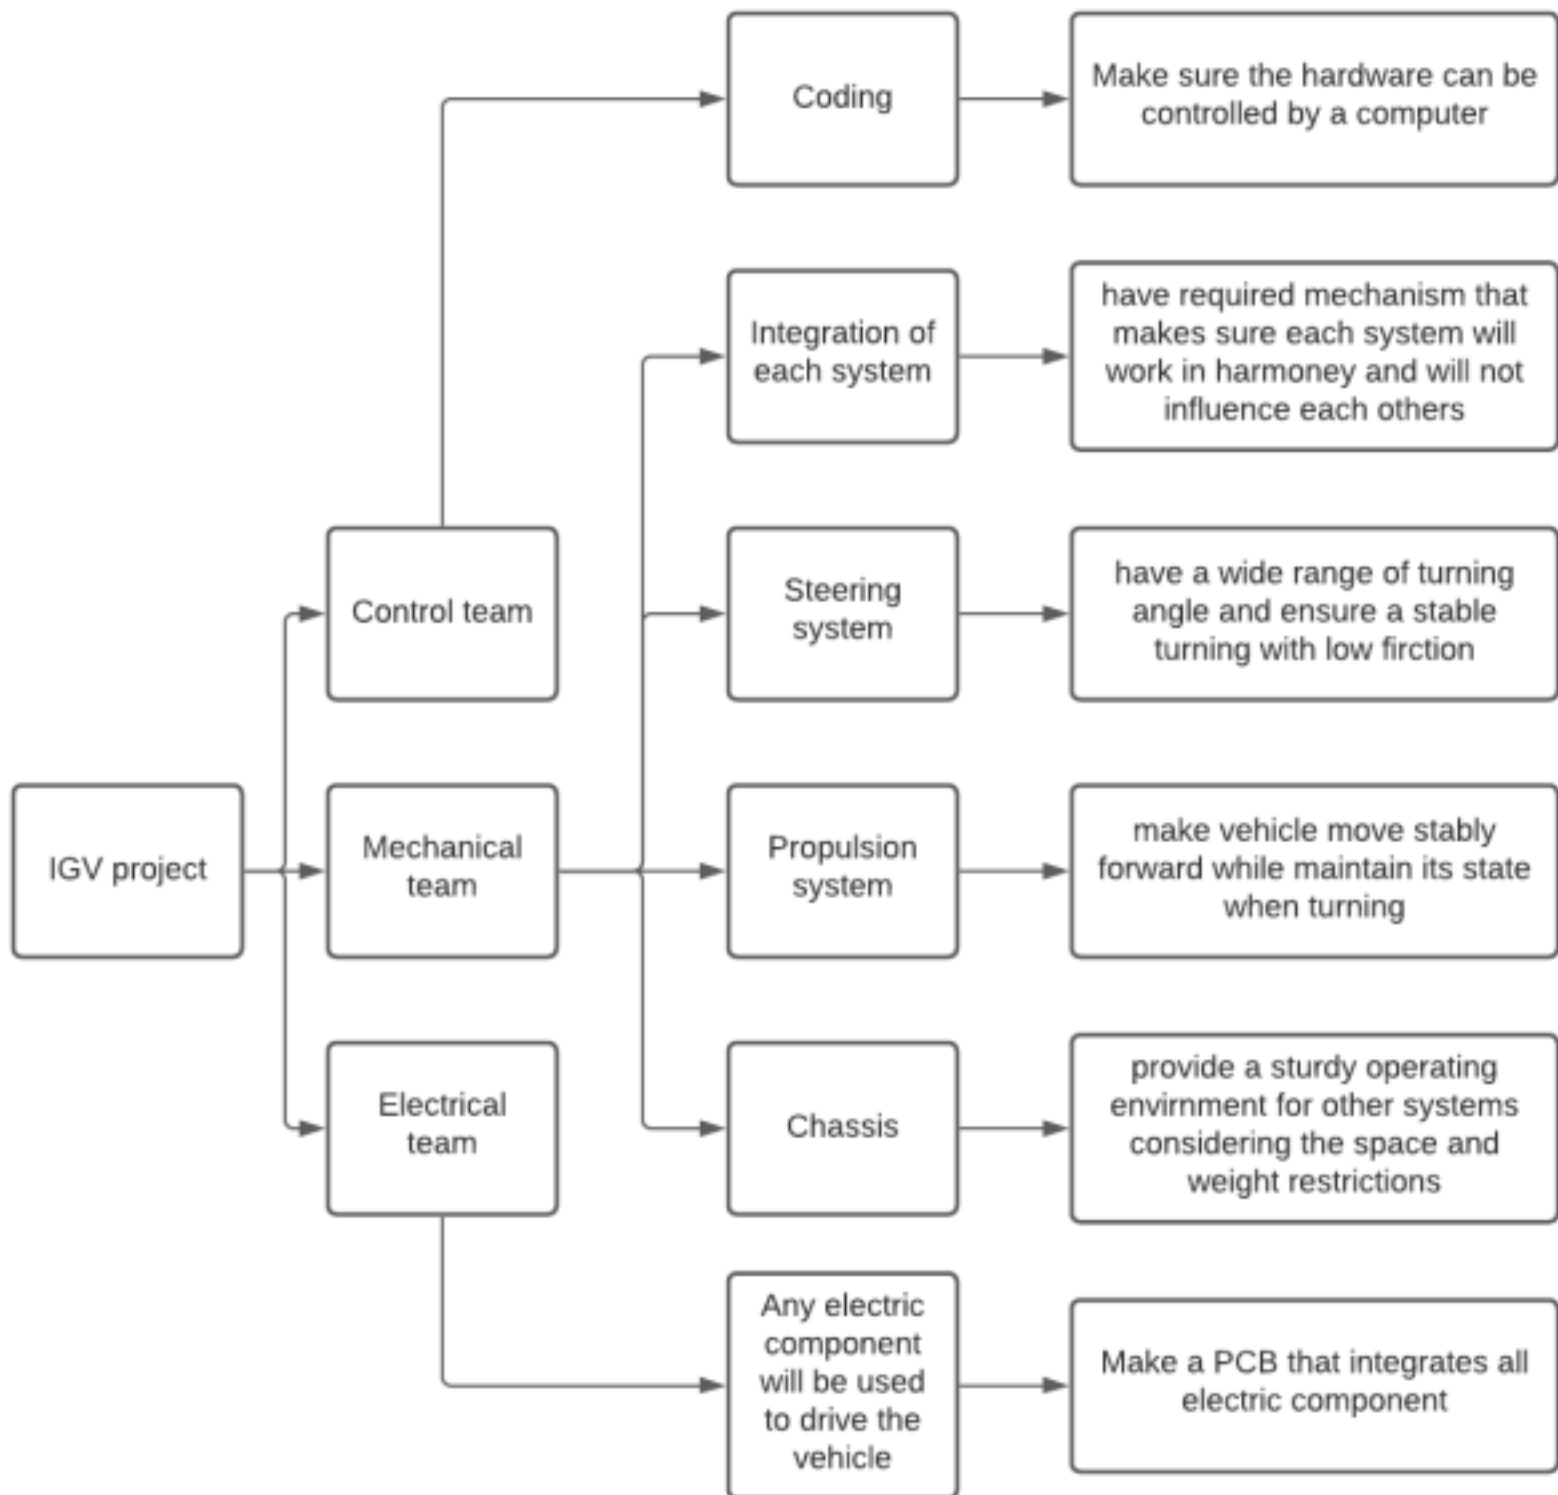 Coding
Make sure the hardware can be
controlled by a computer
Integration of
each system
have required mechanism that
makes sure each system will
work in harmoney and will not
influence each others
Control team
Steering
system
have a wide range of turning
angle and ensure a stable
turning with low firction
IGV project
Mechanical
team
Propulsion
system
make vehicle move stably
forward while maintain its state
when turning
Electrical
team
Chassis
provide a sturdy operating
envirnment for other systems
considering the space and
weight restrictions
Any electric
component
will be used
to drive the
vehicle
Make a PCB that integrates all
electric component